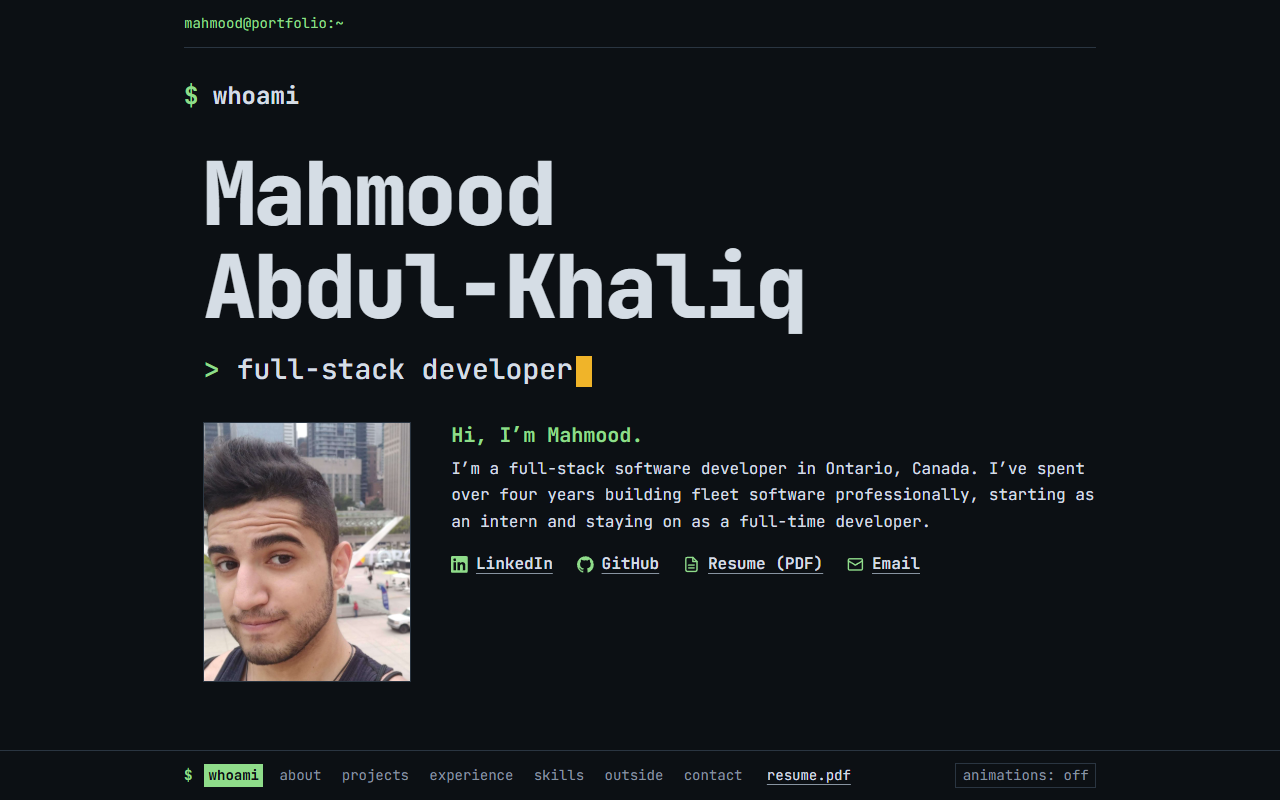 mahmood@portfolio:~
$ whoami
Mahmood
Abdul-Khaliq
> full-stack developer
Hi, I’m Mahmood.
I’m a full-stack software developer in Ontario, Canada. I’ve spent
over four years building fleet software professionally, starting as
an intern and staying on as a full-time developer.
LinkedIn GitHub Resume (PDF) Email
$ whoami about projects experience skills outside contact resume.pdf animations: off